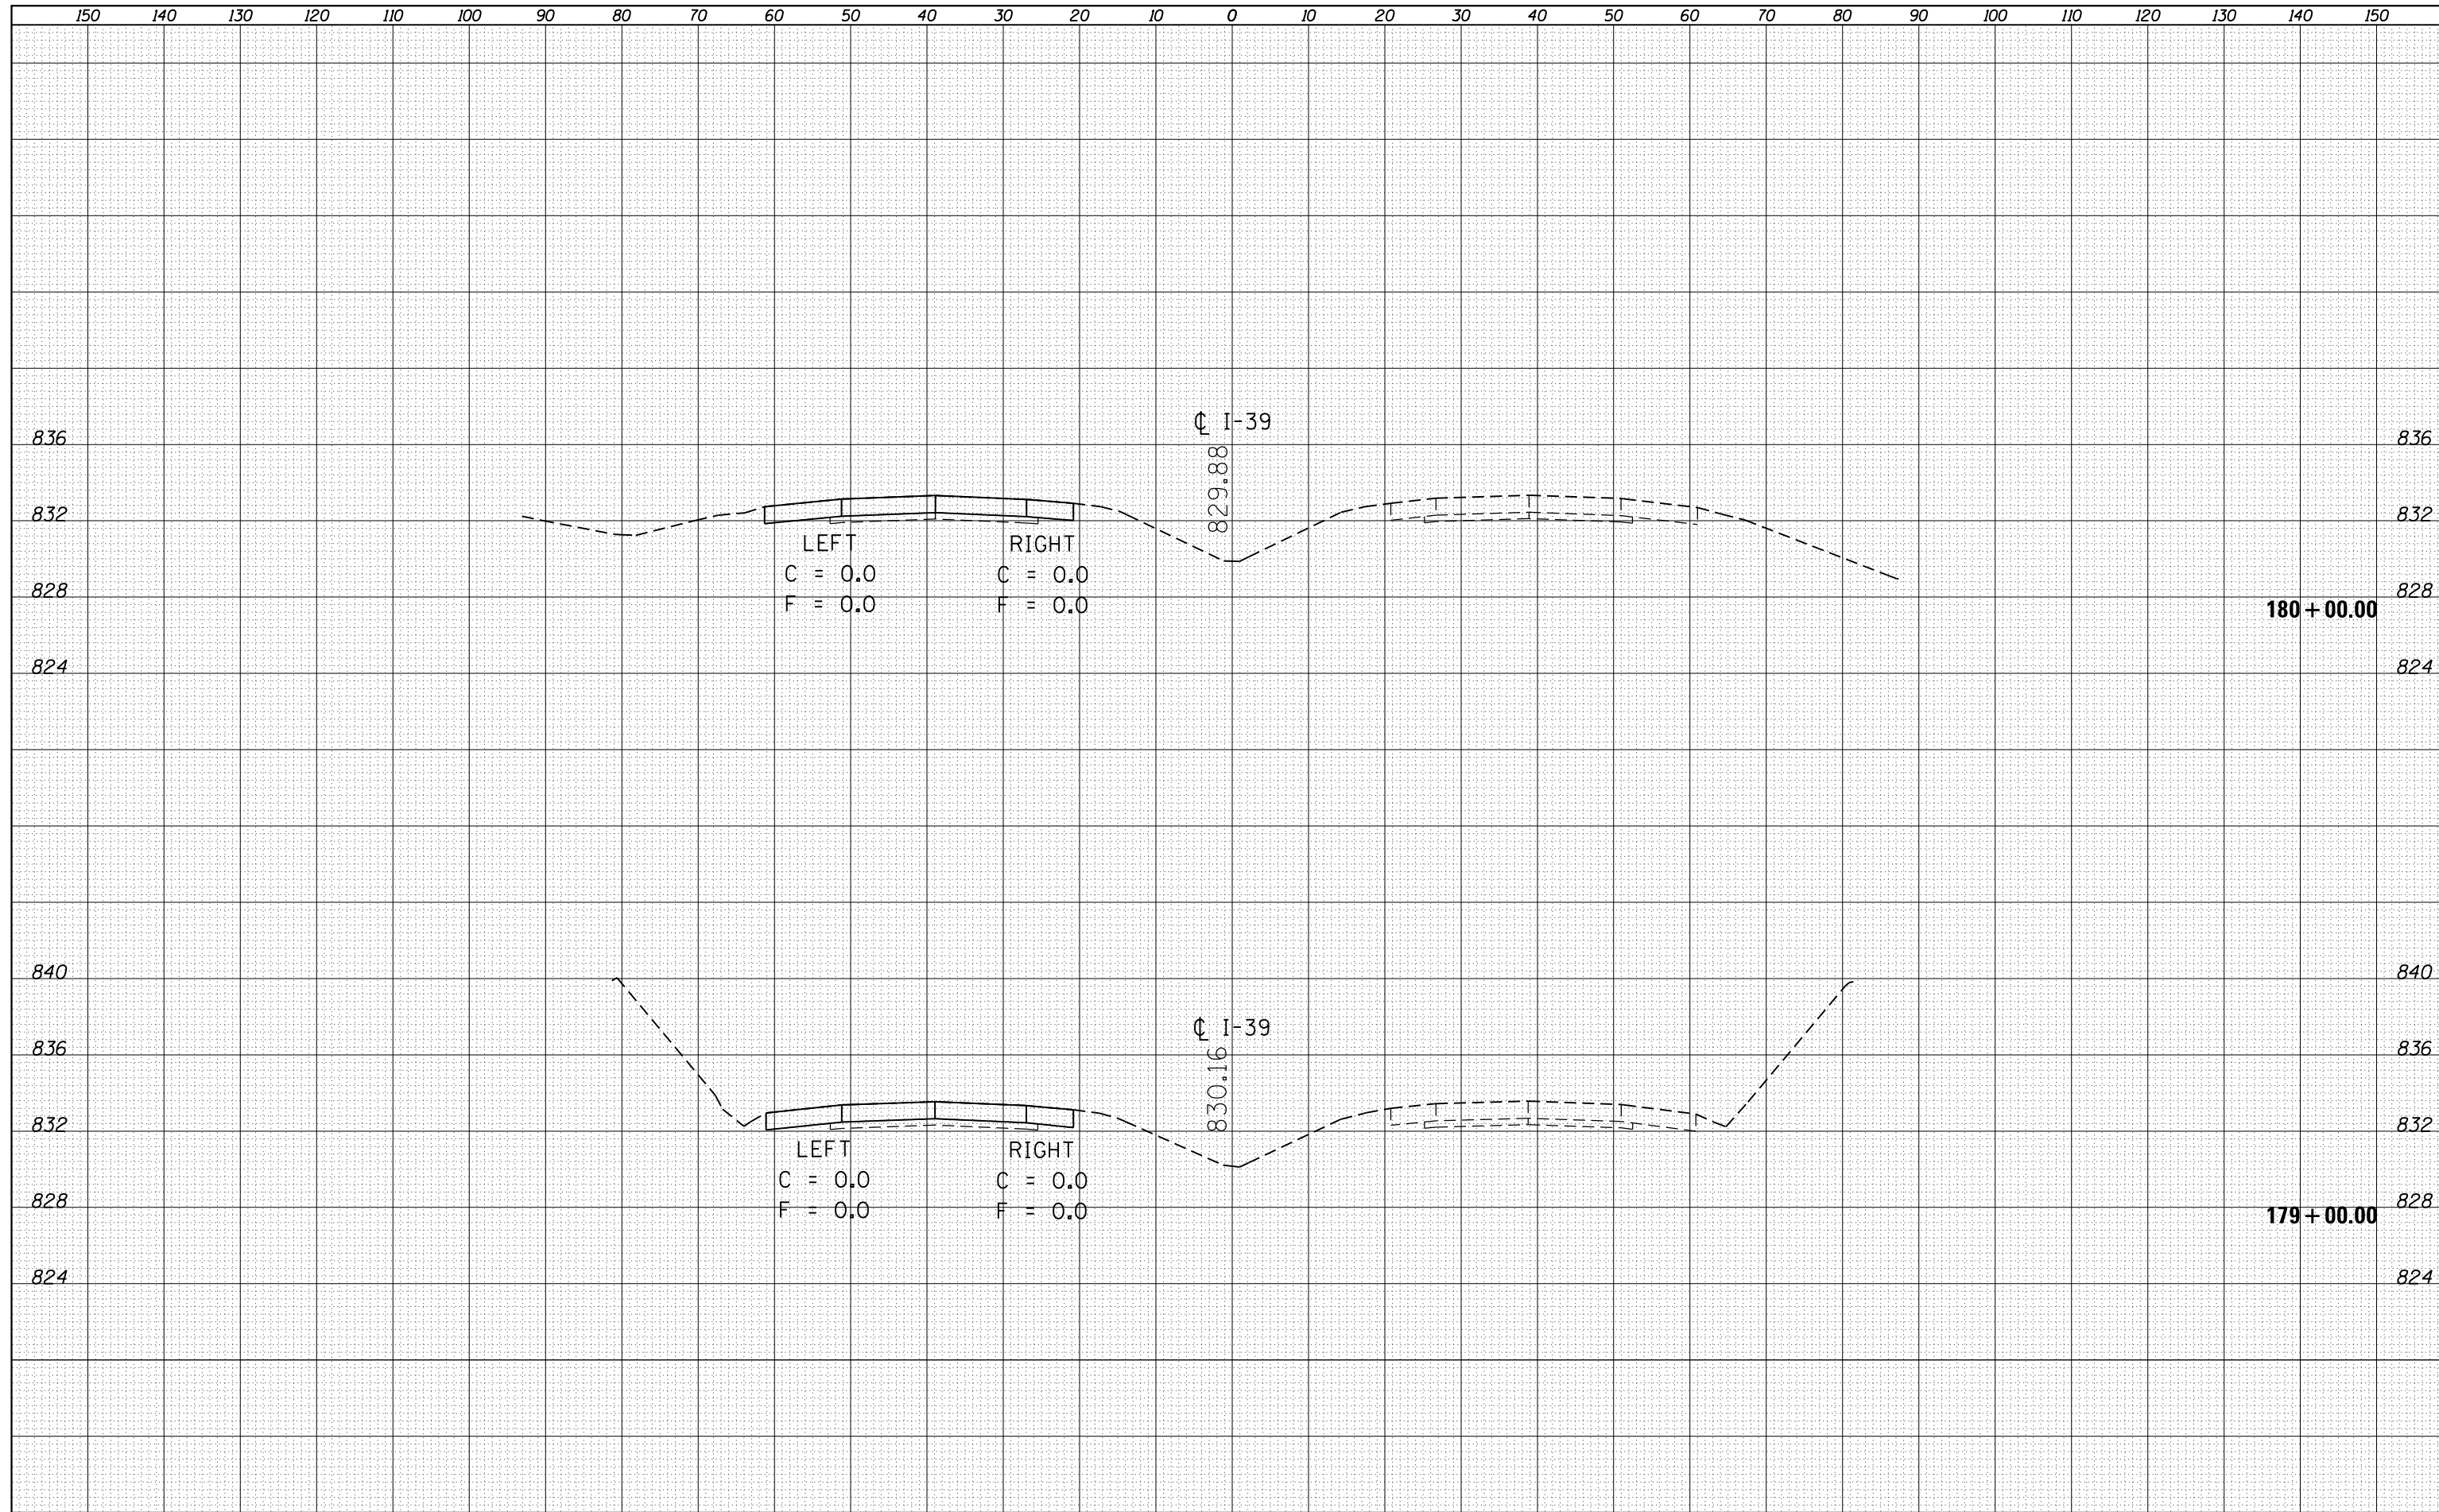 150 140 130 120 110 100 90 80 70 60 50 40 30 20 10 0 10 20 30 40 50 60 70 80 90 100 110 120 130 140 150
℄ I-39
829.88
836 836
832 832
LEFT RIGHT
C = 0.0 C = 0.0
F = 0.0 F = 0.0
828 828
180+00.00
824 824
840 840
℄ I-39
830.16
836 836
832 832
LEFT RIGHT
C = 0.0 C = 0.0
F = 0.0 F = 0.0
828 828
179+00.00
824 824